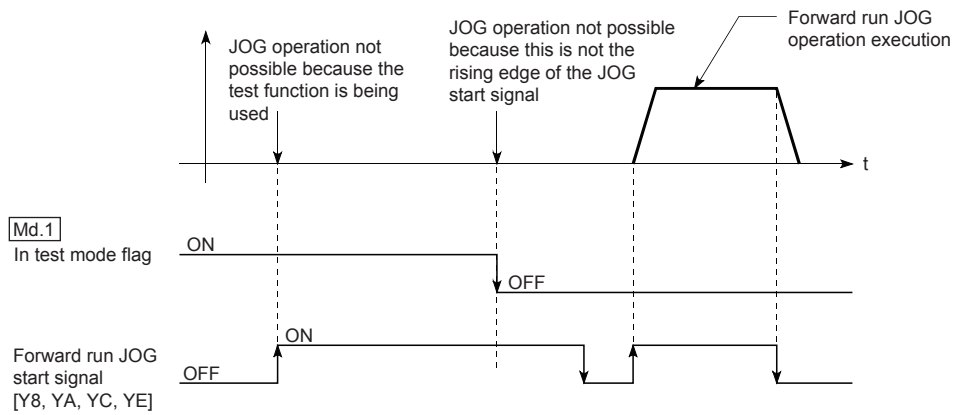 JOG operation not
possible because the
test function is being
used
JOG operation not possible
because this is not the
rising edge of the JOG
start signal
Forward run JOG
operation execution
t
Md.1
In test mode flag
ON
OFF
Forward run JOG
start signal
[Y8, YA, YC, YE]
OFF
ON